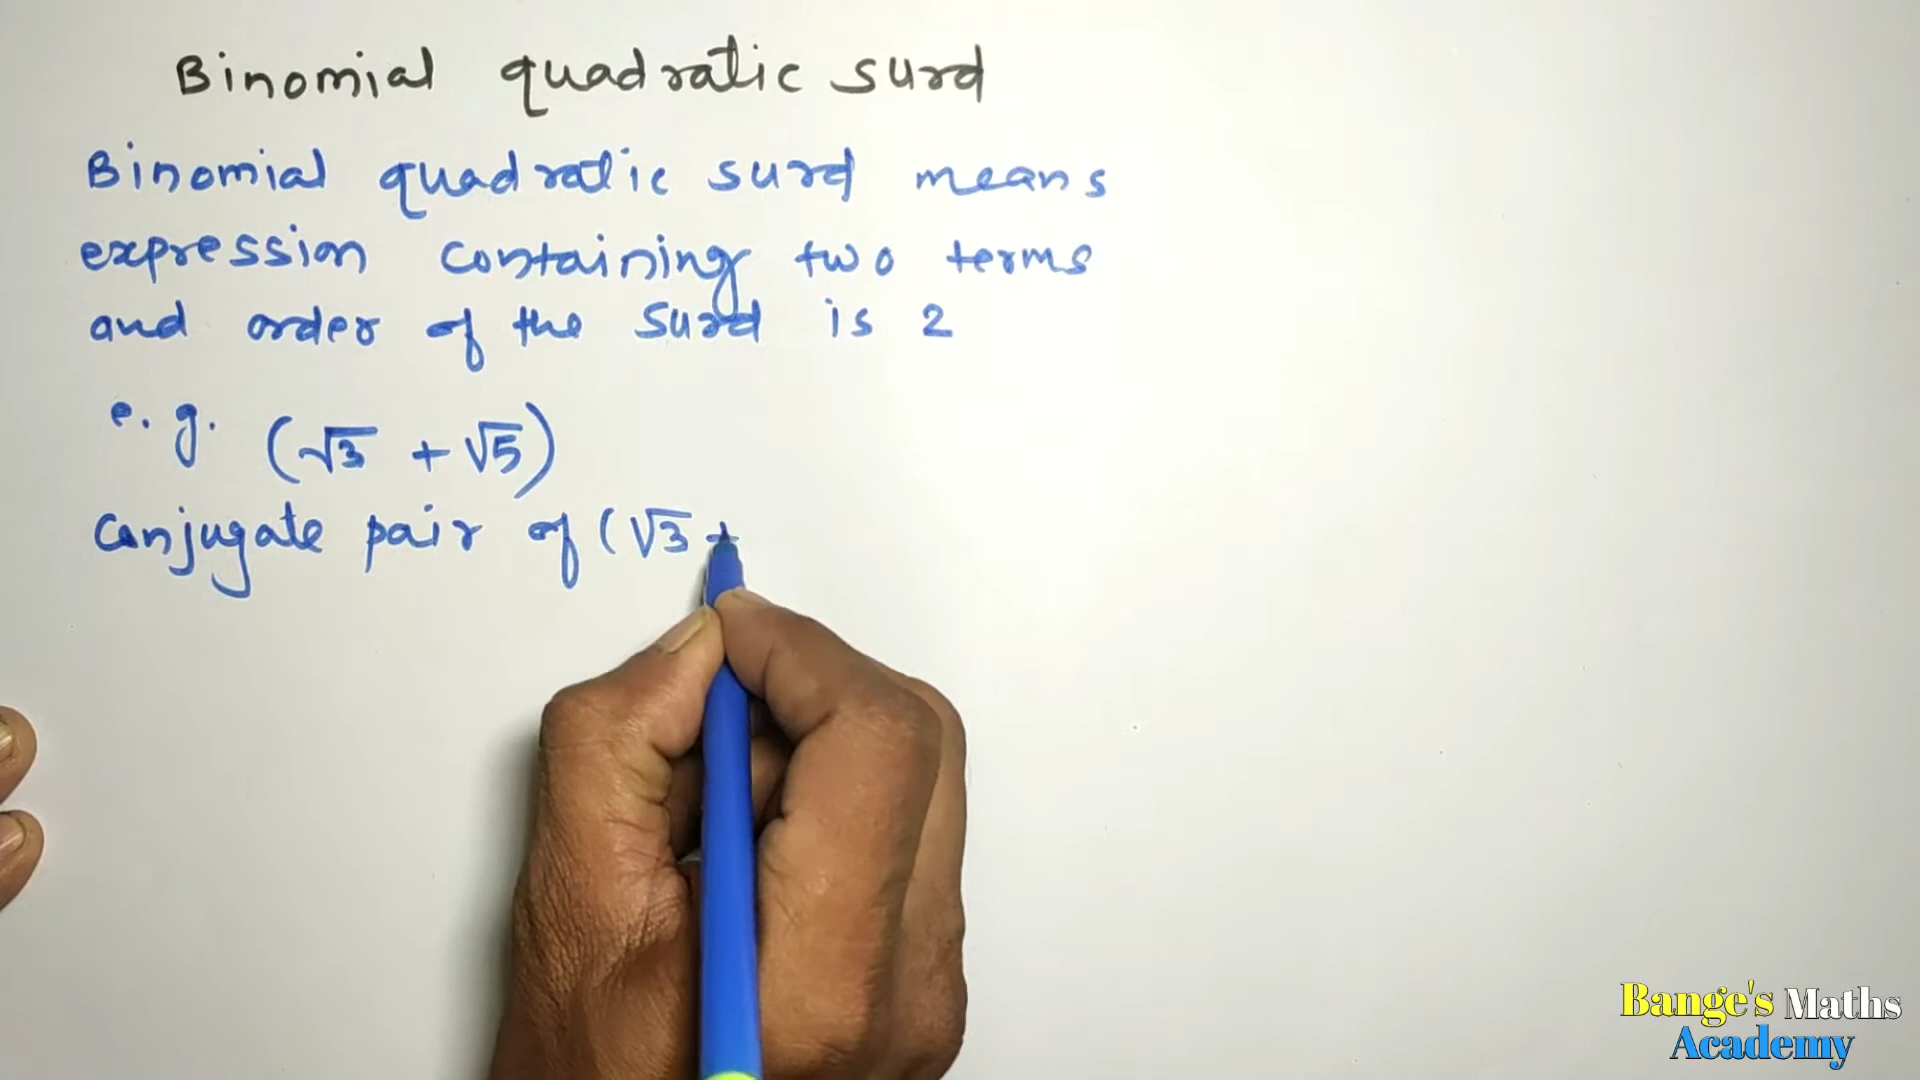 Binomial quadratic surd
Binomial quadratic surd means
expression containing two terms
and order of the surd is 2
e.g. (√3 + √5)
conjugate pair of (√3 +
Bange's Maths
Academy